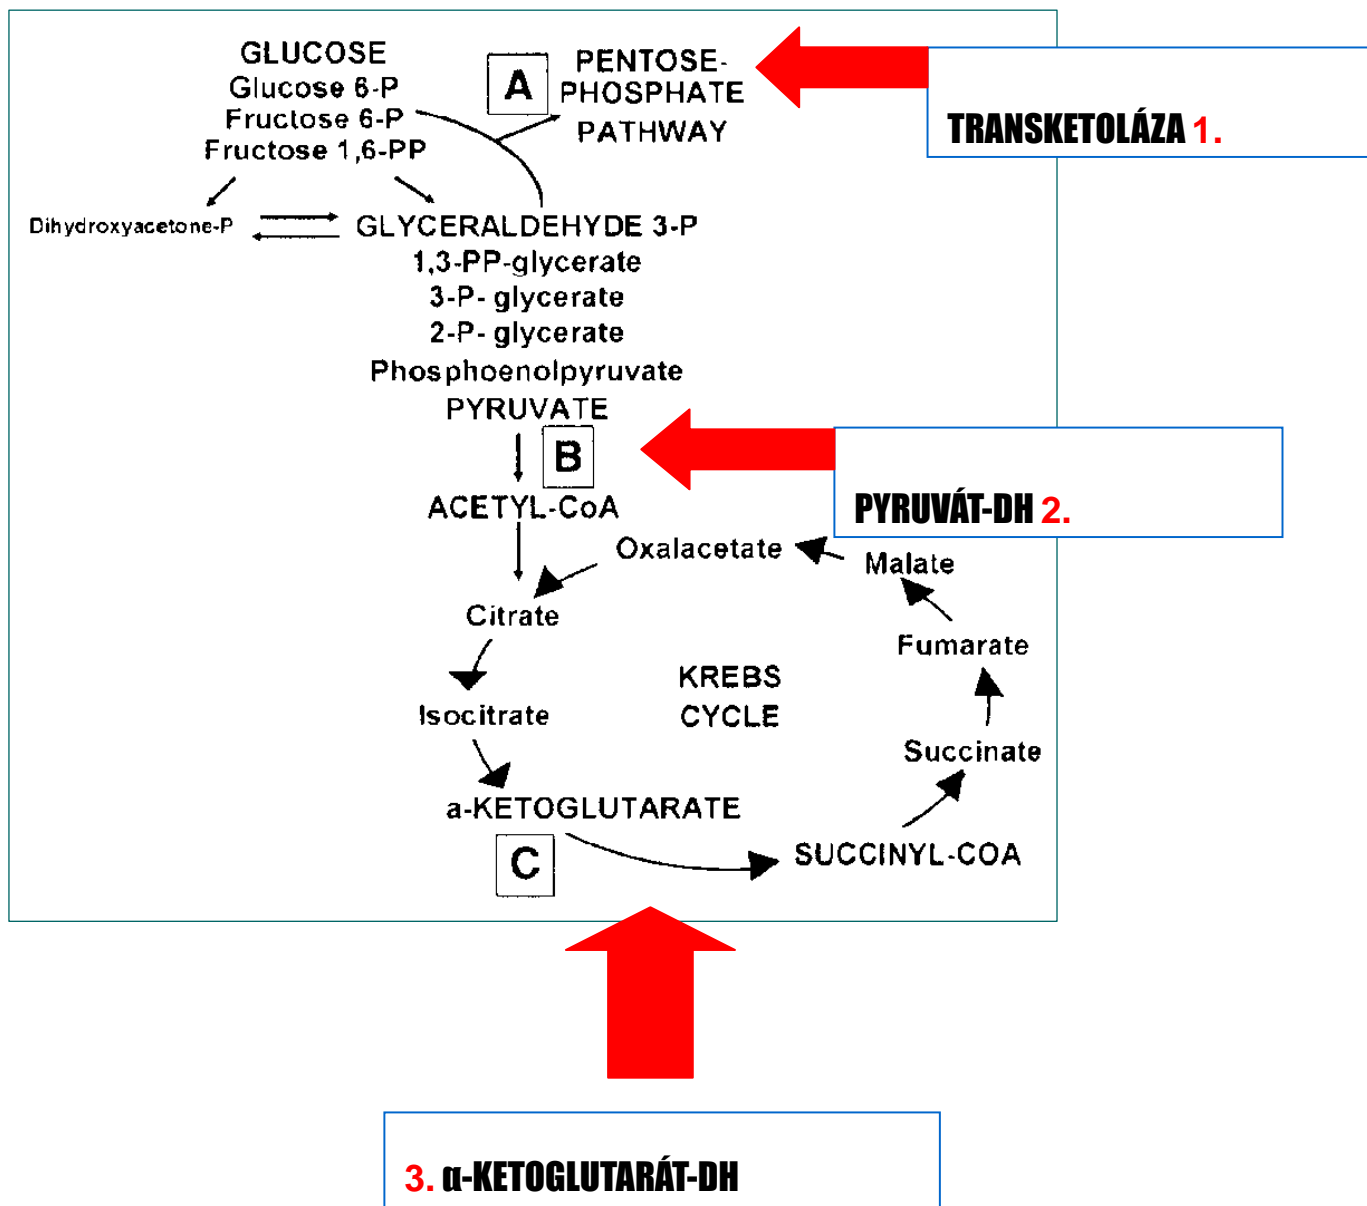 GLUCOSE
Glucose 6-P
Fructose 6-P
Fructose 1,6-PP
A
PENTOSE-
PHOSPHATE
PATHWAY
TRANSKETOLÁZA 1.
Dihydroxyacetone-P
GLYCERALDEHYDE 3-P
1,3-PP-glycerate
3-P- glycerate
2-P- glycerate
Phosphoenolpyruvate
PYRUVATE
B
PYRUVÁT-DH 2.
ACETYL-CoA
Oxalacetate
Malate
Citrate
Fumarate
KREBS
CYCLE
Isocitrate
Succinate
a-KETOGLUTARATE
C
SUCCINYL-COA
3. α-KETOGLUTARÁT-DH